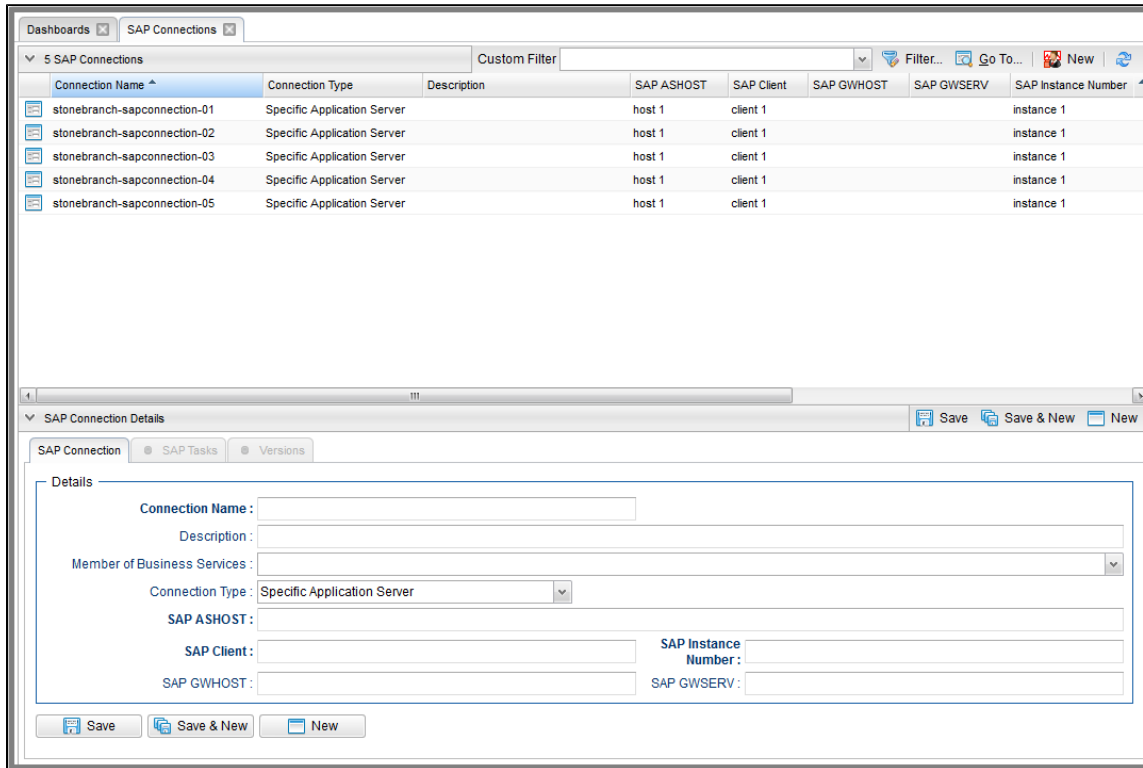 Dashboards SAP Connections
5 SAP Connections Custom Filter Filter... Go To... New
Connection Name Connection Type Description SAP ASHOST SAP Client SAP GWHOST SAP GWSERV SAP Instance Number
stonebranch-sapconnection-01 Specific Application Server host 1 client 1 instance 1
stonebranch-sapconnection-02 Specific Application Server host 1 client 1 instance 1
stonebranch-sapconnection-03 Specific Application Server host 1 client 1 instance 1
stonebranch-sapconnection-04 Specific Application Server host 1 client 1 instance 1
stonebranch-sapconnection-05 Specific Application Server host 1 client 1 instance 1
SAP Connection Details Save Save & New New
SAP Connection SAP Tasks Versions
Details
Connection Name :
Description :
Member of Business Services :
Connection Type : Specific Application Server
SAP ASHOST :
SAP Client : SAP Instance Number :
SAP GWHOST : SAP GWSERV :
Save Save & New New